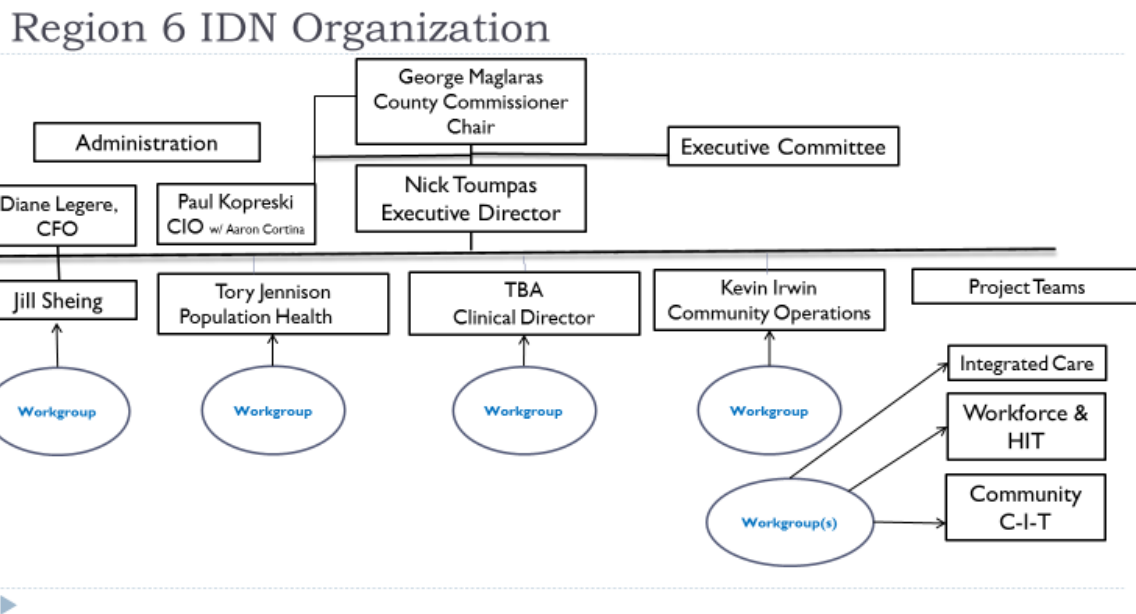 Region 6 IDN Organization
George Maglaras
County Commissioner
Chair
Administration
Executive Committee
Diane Legere,
CFO
Paul Kopreski
CIO w/ Aaron Cortina
Nick Toumpas
Executive Director
Jill Sheing
Tory Jennison
Population Health
TBA
Clinical Director
Kevin Irwin
Community Operations
Project Teams
Integrated Care
Workforce &
HIT
Community
C-I-T
Workgroup
Workgroup
Workgroup
Workgroup
Workgroup(s)